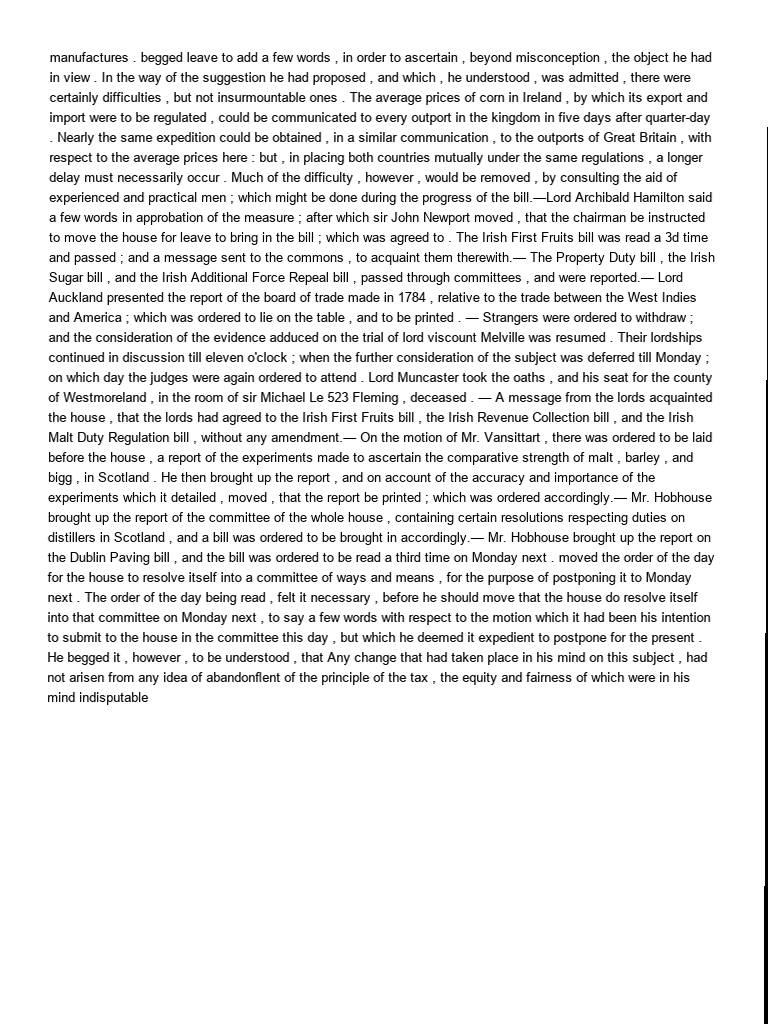 manufactures . begged leave to add a few words , in order to ascertain , beyond misconception , the object he had
in view . In the way of the suggestion he had proposed , and which , he understood , was admitted , there were
certainly difficulties , but not insurmountable ones . The average prices of corn in Ireland , by which its export and
import were to be regulated , could be communicated to every outport in the kingdom in five days after quarter-day
. Nearly the same expedition could be obtained , in a similar communication , to the outports of Great Britain , with
respect to the average prices here : but , in placing both countries mutually under the same regulations , a longer
delay must necessarily occur . Much of the difficulty , however , would be removed , by consulting the aid of
experienced and practical men ; which might be done during the progress of the bill.—Lord Archibald Hamilton said
a few words in approbation of the measure ; after which sir John Newport moved , that the chairman be instructed
to move the house for leave to bring in the bill ; which was agreed to . The Irish First Fruits bill was read a 3d time
and passed ; and a message sent to the commons , to acquaint them therewith.— The Property Duty bill , the Irish
Sugar bill , and the Irish Additional Force Repeal bill , passed through committees , and were reported.— Lord
Auckland presented the report of the board of trade made in 1784 , relative to the trade between the West Indies
and America ; which was ordered to lie on the table , and to be printed . — Strangers were ordered to withdraw ;
and the consideration of the evidence adduced on the trial of lord viscount Melville was resumed . Their lordships
continued in discussion till eleven o'clock ; when the further consideration of the subject was deferred till Monday ;
on which day the judges were again ordered to attend . Lord Muncaster took the oaths , and his seat for the county
of Westmoreland , in the room of sir Michael Le 523 Fleming , deceased . — A message from the lords acquainted
the house , that the lords had agreed to the Irish First Fruits bill , the Irish Revenue Collection bill , and the Irish
Malt Duty Regulation bill , without any amendment.— On the motion of Mr. Vansittart , there was ordered to be laid
before the house , a report of the experiments made to ascertain the comparative strength of malt , barley , and
bigg , in Scotland . He then brought up the report , and on account of the accuracy and importance of the
experiments which it detailed , moved , that the report be printed ; which was ordered accordingly.— Mr. Hobhouse
brought up the report of the committee of the whole house , containing certain resolutions respecting duties on
distillers in Scotland , and a bill was ordered to be brought in accordingly.— Mr. Hobhouse brought up the report on
the Dublin Paving bill , and the bill was ordered to be read a third time on Monday next . moved the order of the day
for the house to resolve itself into a committee of ways and means , for the purpose of postponing it to Monday
next . The order of the day being read , felt it necessary , before he should move that the house do resolve itself
into that committee on Monday next , to say a few words with respect to the motion which it had been his intention
to submit to the house in the committee this day , but which he deemed it expedient to postpone for the present .
He begged it , however , to be understood , that Any change that had taken place in his mind on this subject , had
not arisen from any idea of abandonflent of the principle of the tax , the equity and fairness of which were in his
mind indisputable